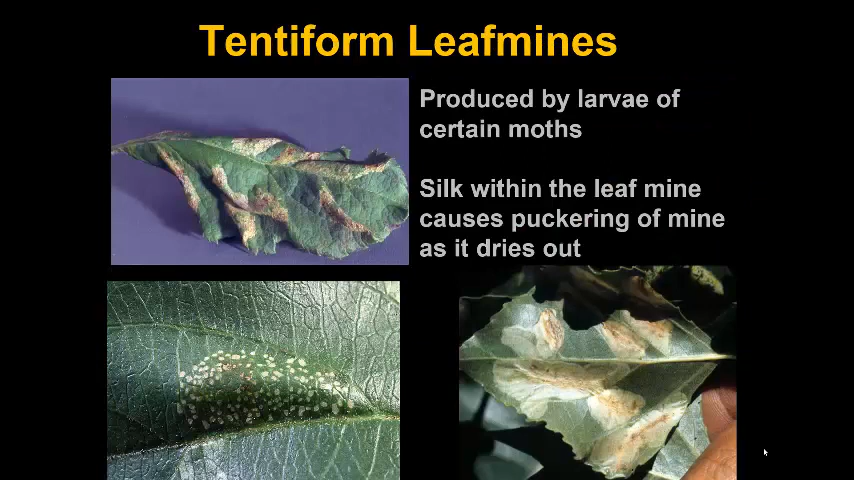 Tentiform Leafmines
Produced by larvae of
certain moths
Silk within the leaf mine
causes puckering of mine
as it dries out